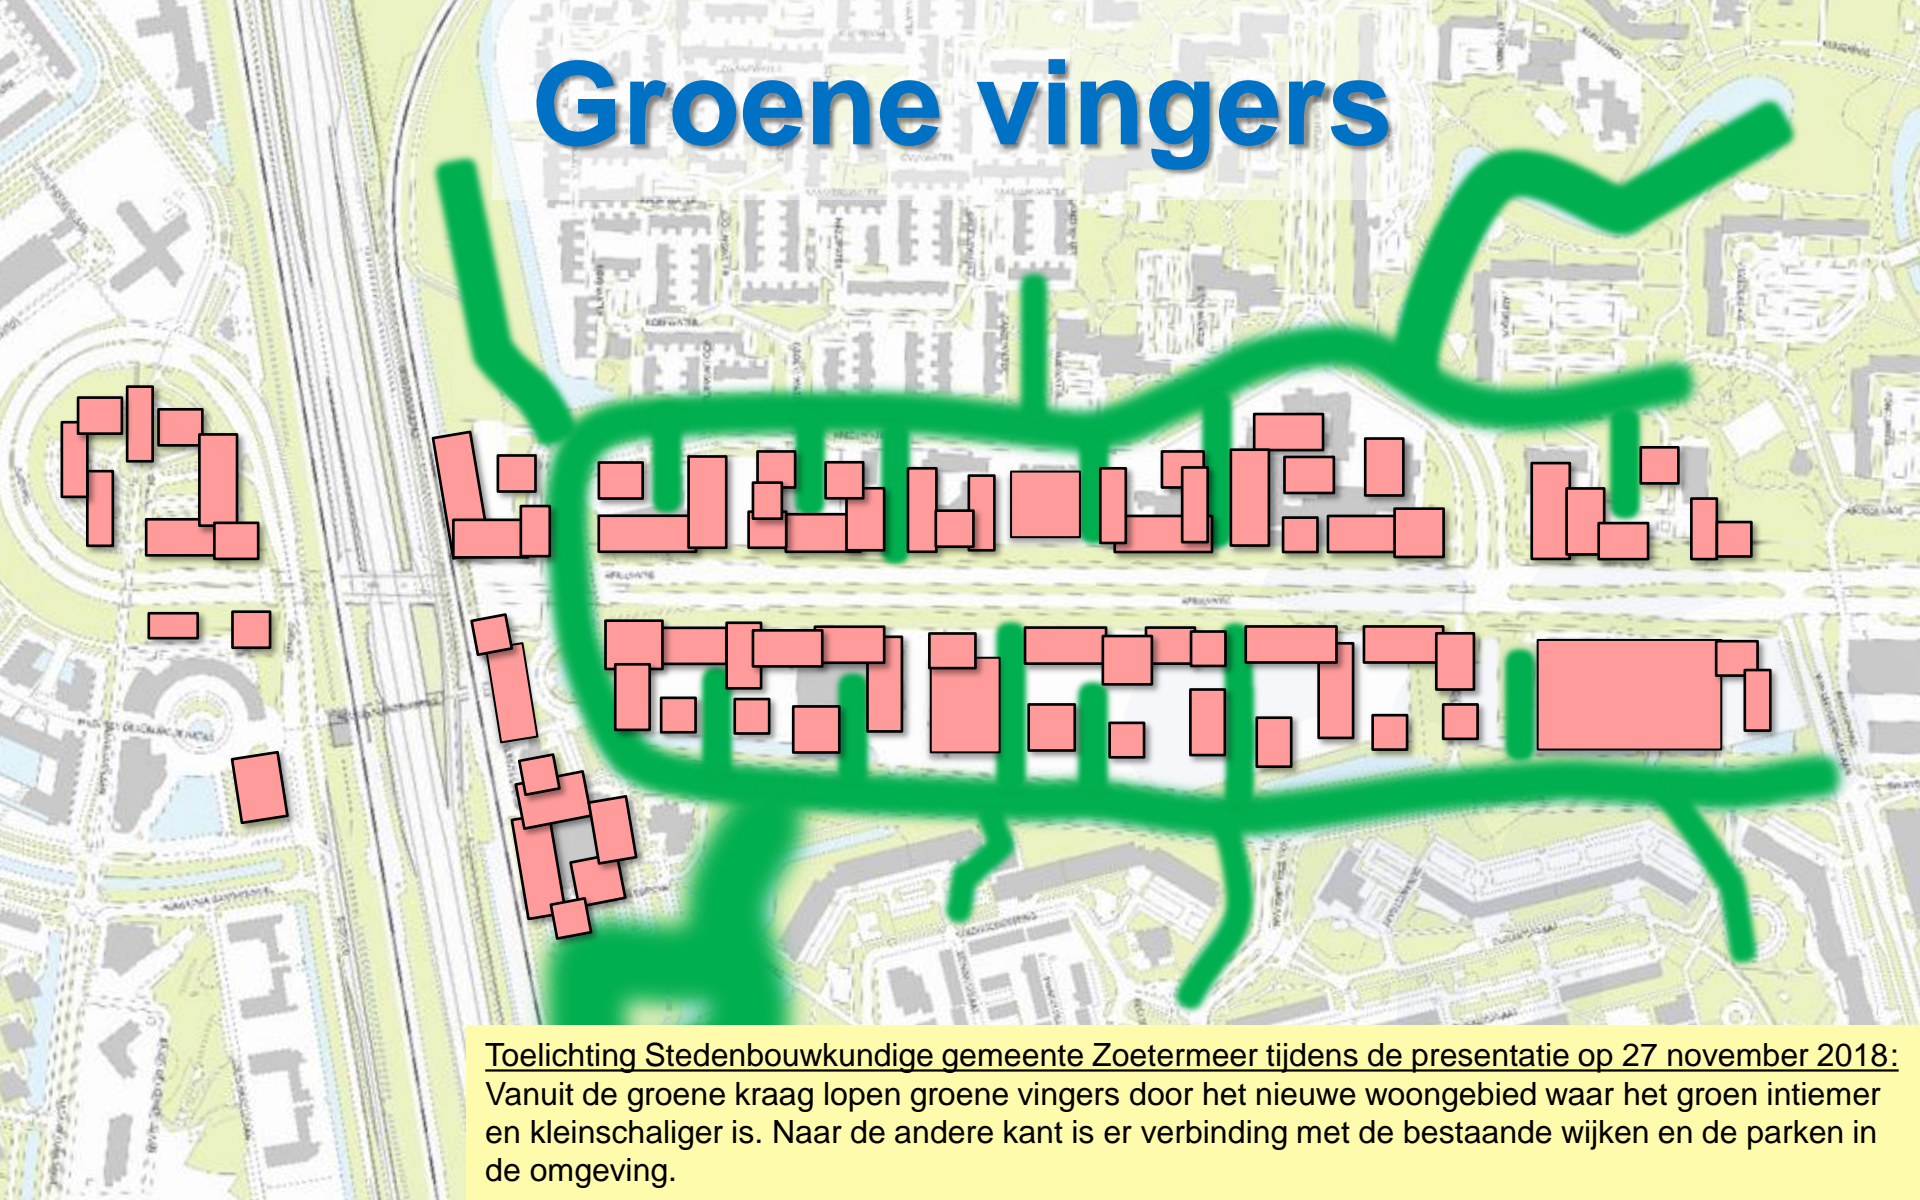 Groene vingers
Toelichting Stedenbouwkundige gemeente Zoetermeer tijdens de presentatie op 27 november 2018:
Vanuit de groene kraag lopen groene vingers door het nieuwe woongebied waar het groen intiemer
en kleinschaliger is. Naar de andere kant is er verbinding met de bestaande wijken en de parken in
de omgeving.